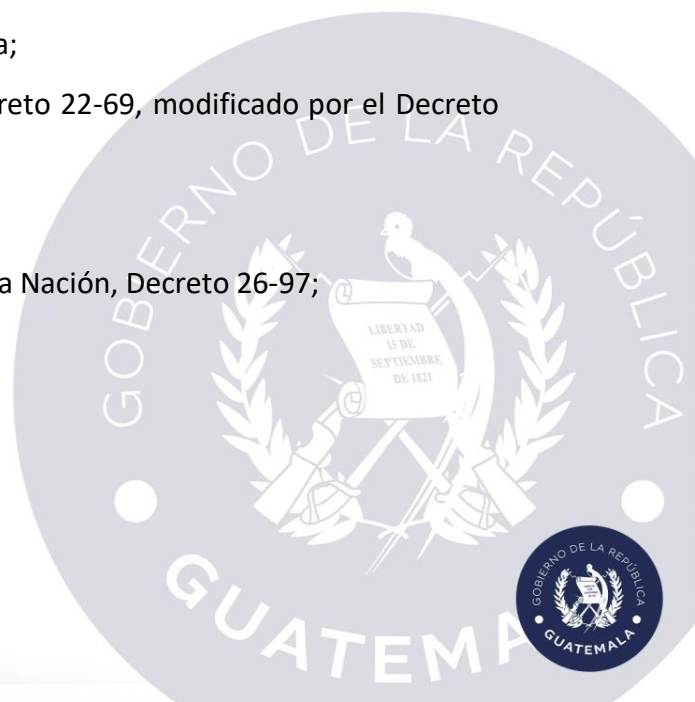 a;
reto 22-69, modificado por el Decreto
a Nación, Decreto 26-97;
GOBIERNO DE LA REPÚBLICA
LIBERTAD
15 DE
SEPTIEMBRE
DE 1821
GUATEMALA
GOBIERNO DE LA REPÚBLICA
GUATEMALA